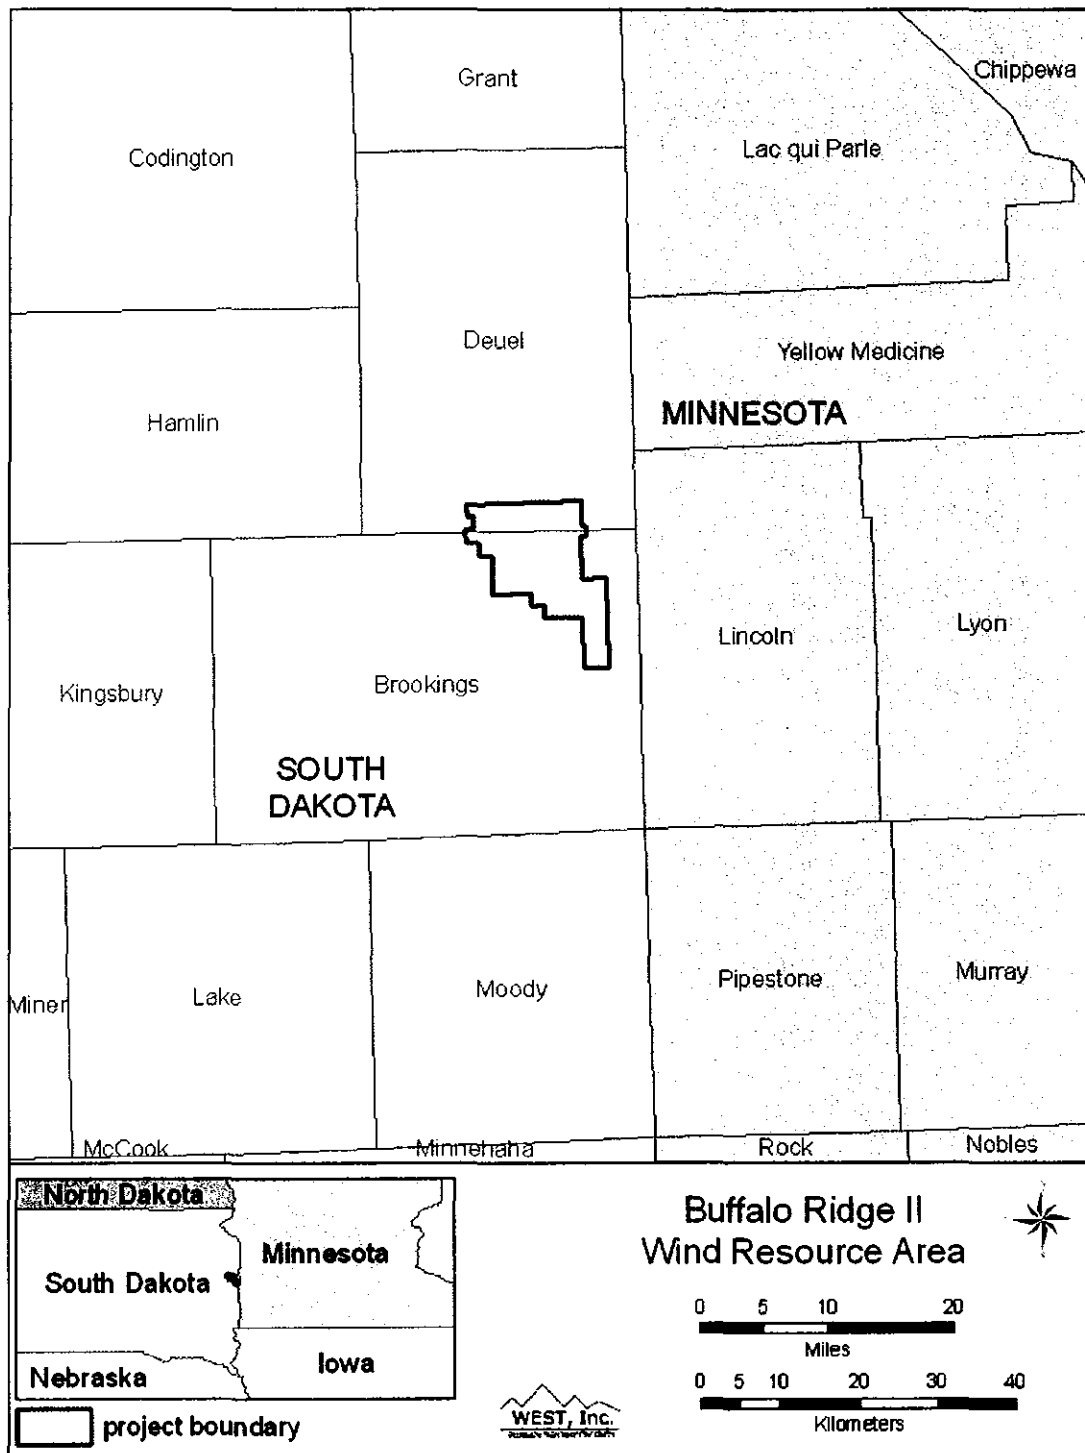 Grant
Chippewa
Codington
Lac qui Parle
Deuel
Yellow Medicine
Hamlin
MINNESOTA
Lincoln
Lyon
Kingsbury
Brookings
SOUTH
DAKOTA
Miner
Lake
Moody
Pipestone
Murray
McCook
Minnehaha
Rock
Nobles
North Dakota
Minnesota
South Dakota
Iowa
Nebraska
project boundary
WEST, Inc.
Buffalo Ridge II
Wind Resource Area
0 5 10 20
Miles
0 5 10 20 30 40
Kilometers